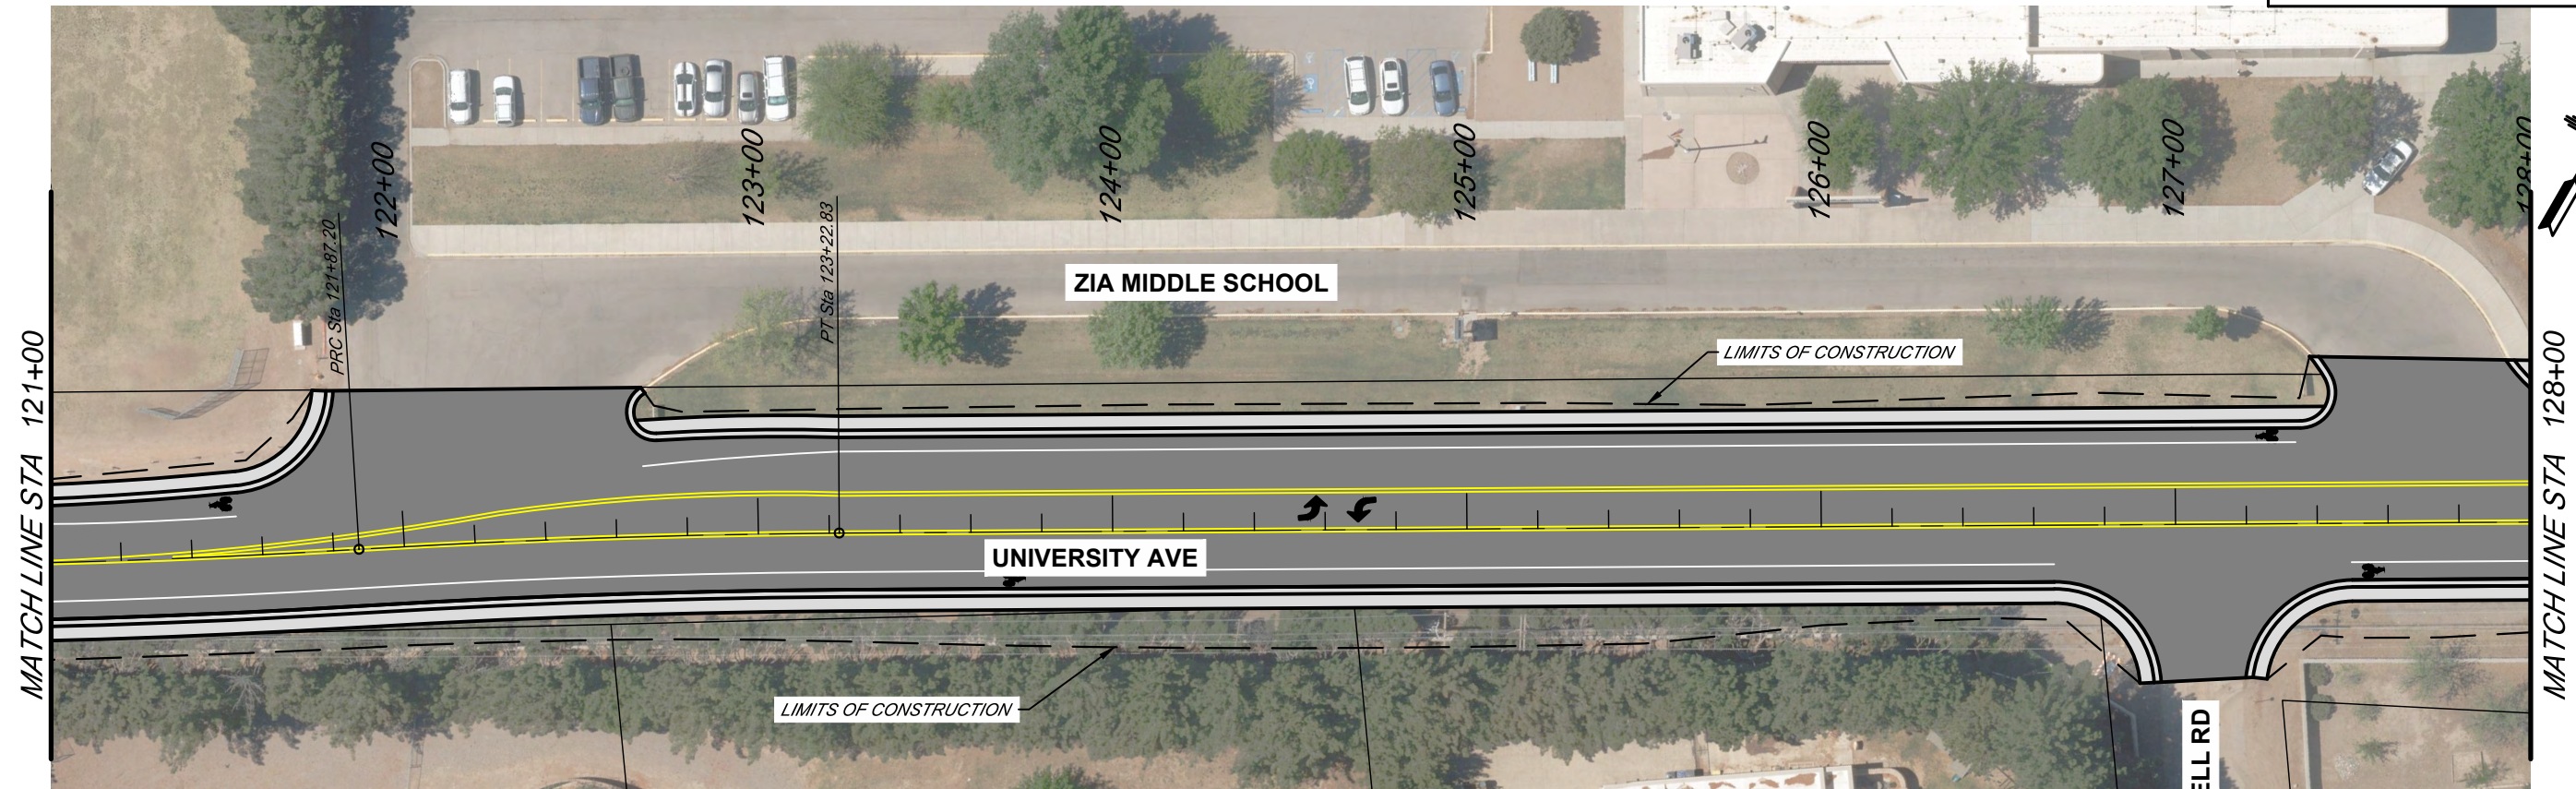 122+00
123+00
124+00
125+00
126+00
127+00
128+00
PRC Sta 121+87.20
PT Sta 123+22.83
ZIA MIDDLE SCHOOL
LIMITS OF CONSTRUCTION
MATCH LINE STA 121+00
MATCH LINE STA 128+00
UNIVERSITY AVE
LIMITS OF CONSTRUCTION
ELL RD